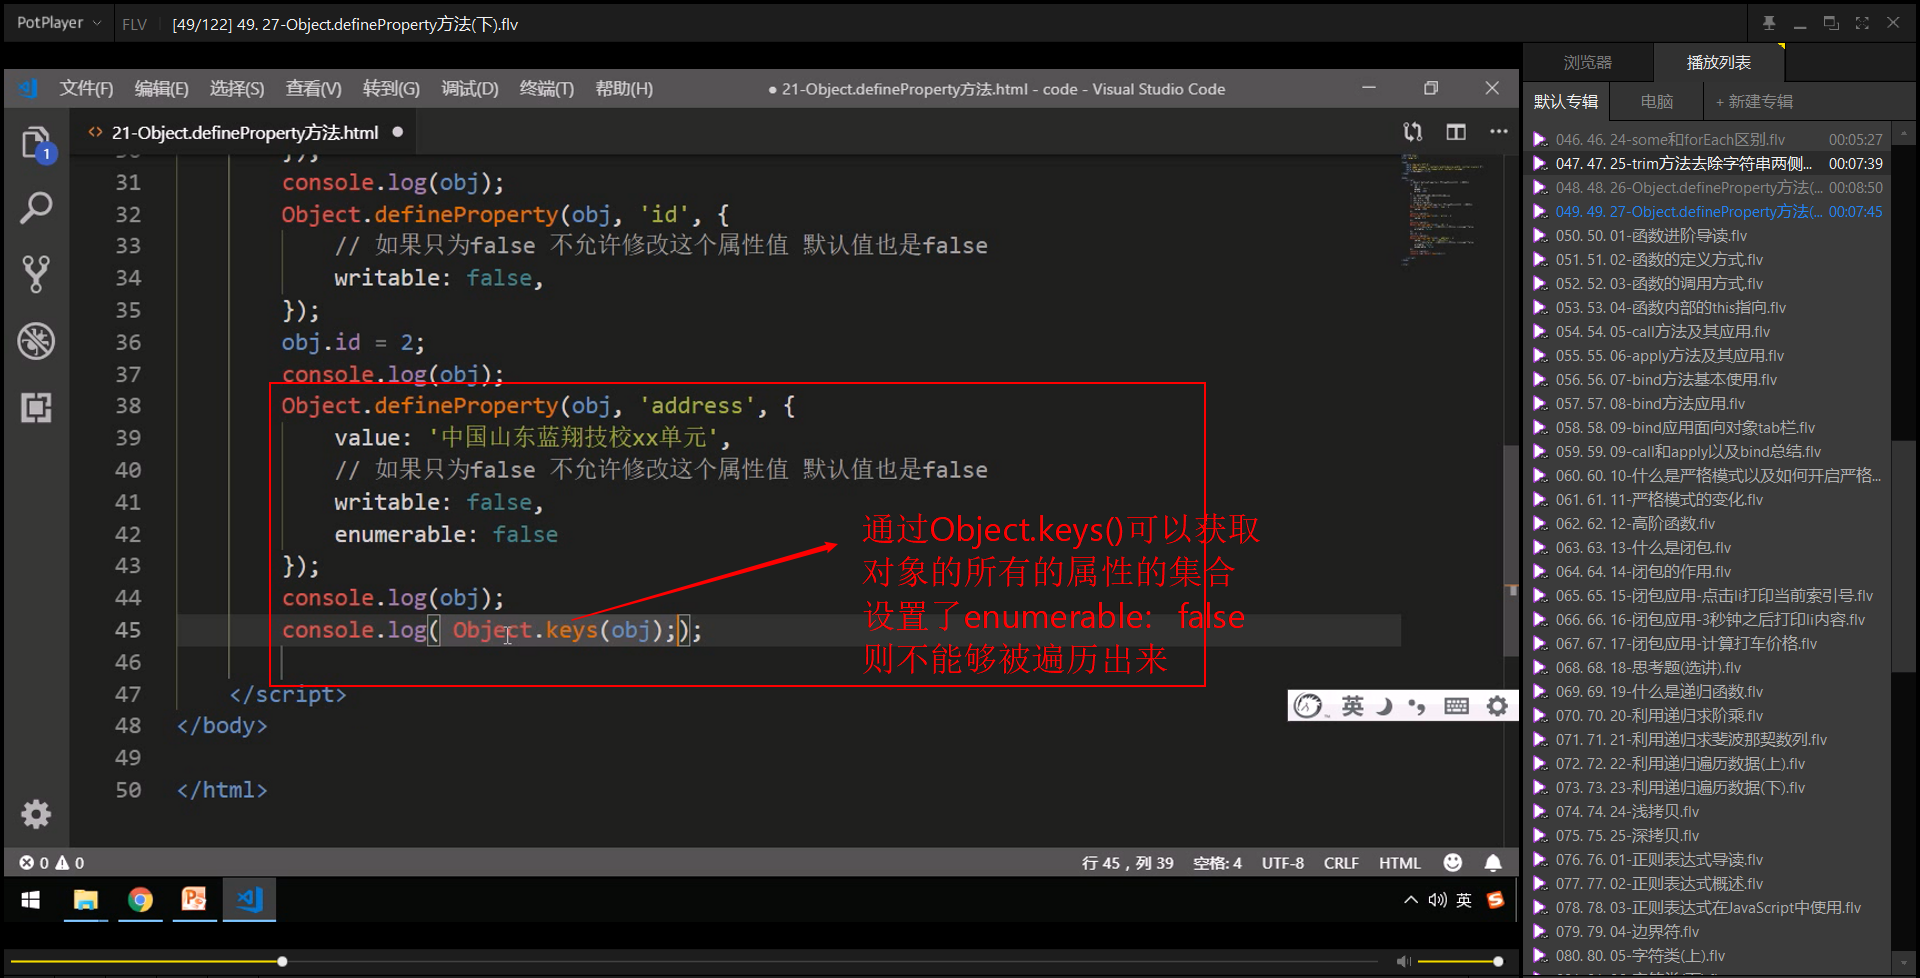 PotPlayer
FLV
[49/122] 49. 27-Object.defineProperty方法(下).flv
文件(F) 编辑(E) 选择(S) 查看(V) 转到(G) 调试(D) 终端(T) 帮助(H)
● 21-Object.defineProperty方法.html - code - Visual Studio Code
<> 21-Object.defineProperty方法.html ●
1
31 console.log(obj);
32 Object.defineProperty(obj, 'id', {
33 // 如果只为false 不允许修改这个属性值 默认值也是false
34 writable: false,
35 });
36 obj.id = 2;
37 console.log(obj);
38 Object.defineProperty(obj, 'address', {
39 value: '中国山东蓝翔技校xx单元',
40 // 如果只为false 不允许修改这个属性值 默认值也是false
41 writable: false,
42 enumerable: false
43 });
44 console.log(obj);
45 console.log( Object.keys(obj););
46
47 </script>
48 </body>
49
50 </html>
通过Object.keys()可以获取
对象的所有的属性的集合
设置了enumerable: false
则不能够被遍历出来
英
0 0
行 45，列 39 空格: 4 UTF-8 CRLF HTML
英
浏览器 播放列表
默认专辑 电脑 + 新建专辑
046. 46. 24-some和forEach区别.flv 00:05:27
047. 47. 25-trim方法去除字符串两侧... 00:07:39
048. 48. 26-Object.defineProperty方法(... 00:08:50
049. 49. 27-Object.defineProperty方法(... 00:07:45
050. 50. 01-函数进阶导读.flv
051. 51. 02-函数的定义方式.flv
052. 52. 03-函数的调用方式.flv
053. 53. 04-函数内部的this指向.flv
054. 54. 05-call方法及其应用.flv
055. 55. 06-apply方法及其应用.flv
056. 56. 07-bind方法基本使用.flv
057. 57. 08-bind方法应用.flv
058. 58. 09-bind应用面向对象tab栏.flv
059. 59. 09-call和apply以及bind总结.flv
060. 60. 10-什么是严格模式以及如何开启严格...
061. 61. 11-严格模式的变化.flv
062. 62. 12-高阶函数.flv
063. 63. 13-什么是闭包.flv
064. 64. 14-闭包的作用.flv
065. 65. 15-闭包应用-点击li打印当前索引号.flv
066. 66. 16-闭包应用-3秒钟之后打印li内容.flv
067. 67. 17-闭包应用-计算打车价格.flv
068. 68. 18-思考题(选讲).flv
069. 69. 19-什么是递归函数.flv
070. 70. 20-利用递归求阶乘.flv
071. 71. 21-利用递归求斐波那契数列.flv
072. 72. 22-利用递归遍历数据(上).flv
073. 73. 23-利用递归遍历数据(下).flv
074. 74. 24-浅拷贝.flv
075. 75. 25-深拷贝.flv
076. 76. 01-正则表达式导读.flv
077. 77. 02-正则表达式概述.flv
078. 78. 03-正则表达式在JavaScript中使用.flv
079. 79. 04-边界符.flv
080. 80. 05-字符类(上).flv